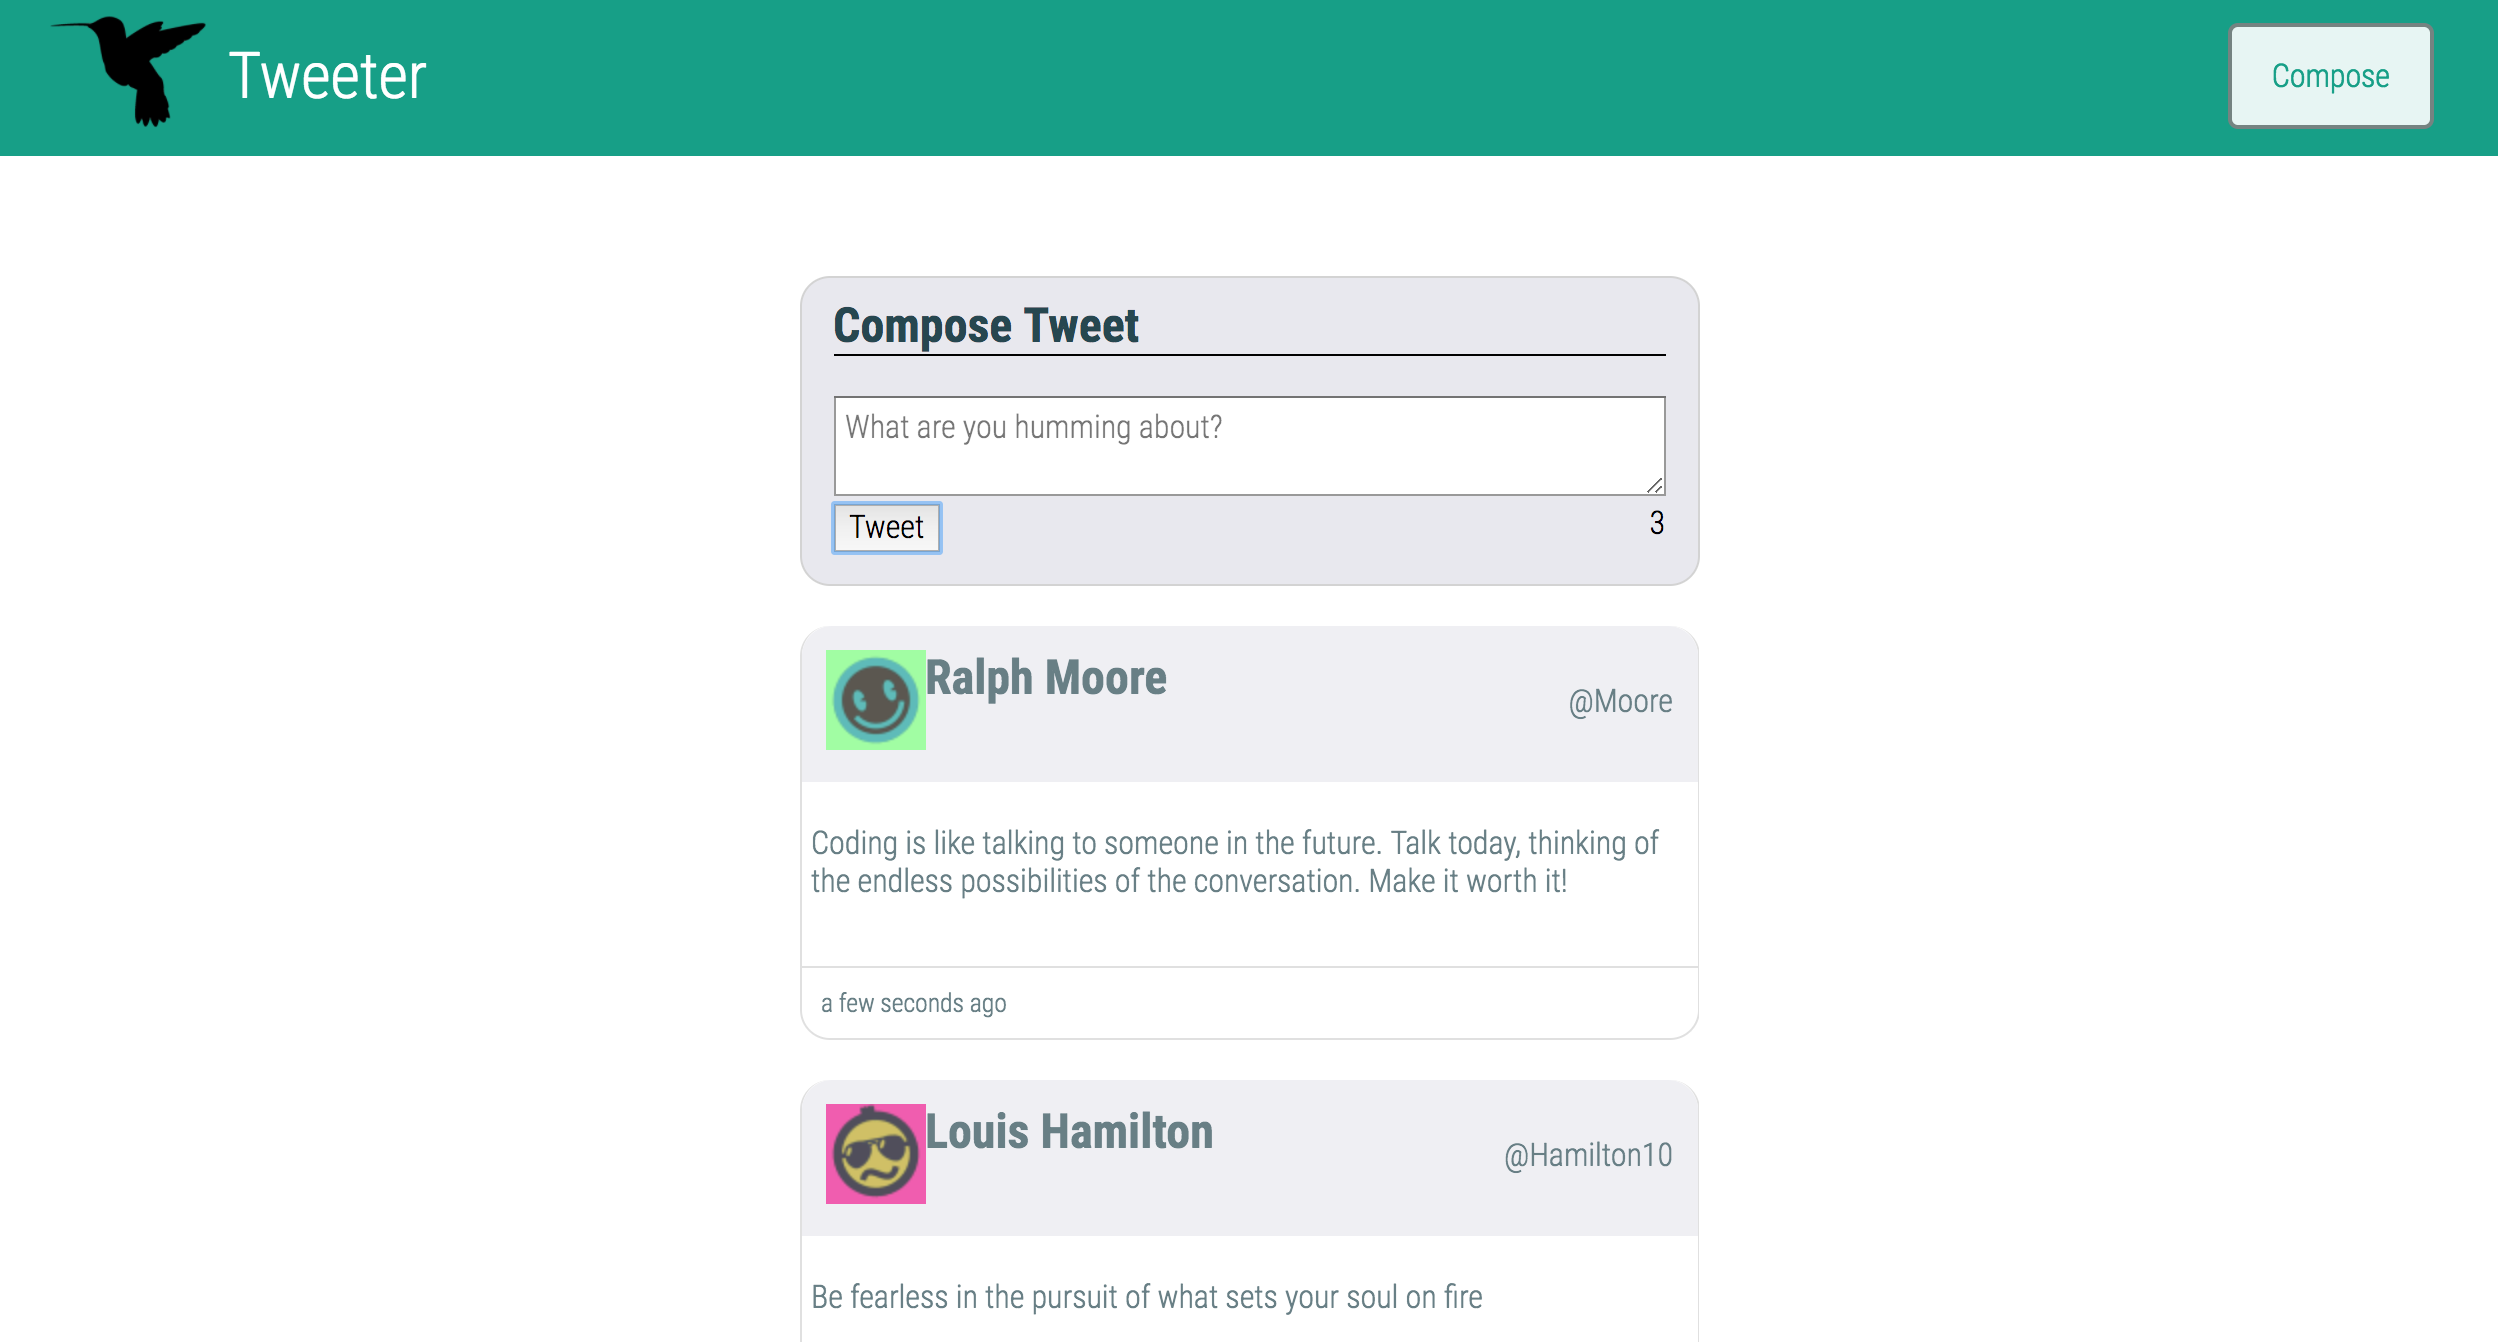 Tweeter
Compose
Compose Tweet
What are you humming about?
Tweet
3
Ralph Moore
@Moore
Coding is like talking to someone in the future. Talk today, thinking of
the endless possibilities of the conversation. Make it worth it!
a few seconds ago
Louis Hamilton
@Hamilton10
Be fearless in the pursuit of what sets your soul on fire